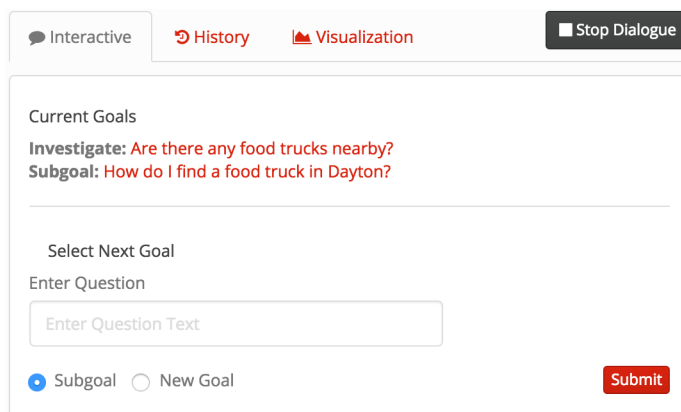 Interactive History Visualization Stop Dialogue
Current Goals
Investigate: Are there any food trucks nearby?
Subgoal: How do I find a food truck in Dayton?
Select Next Goal
Enter Question
Enter Question Text
Subgoal New Goal Submit